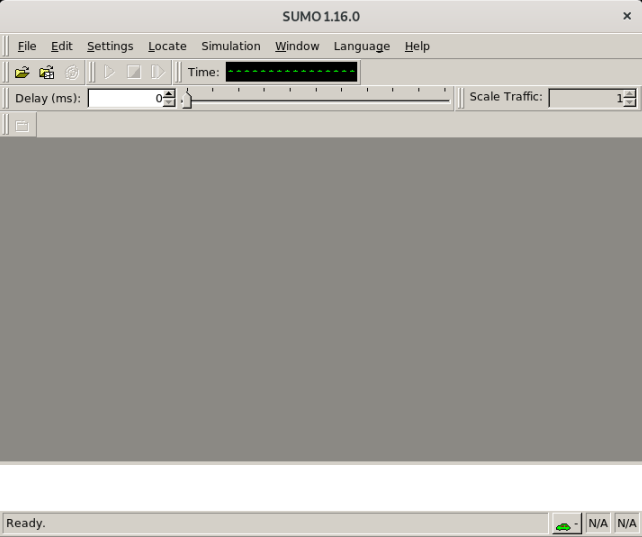 SUMO 1.16.0
File Edit Settings Locate Simulation Window Language Help
Time: ---------------
Delay (ms): 0 Scale Traffic: 1
Ready. - N/A N/A